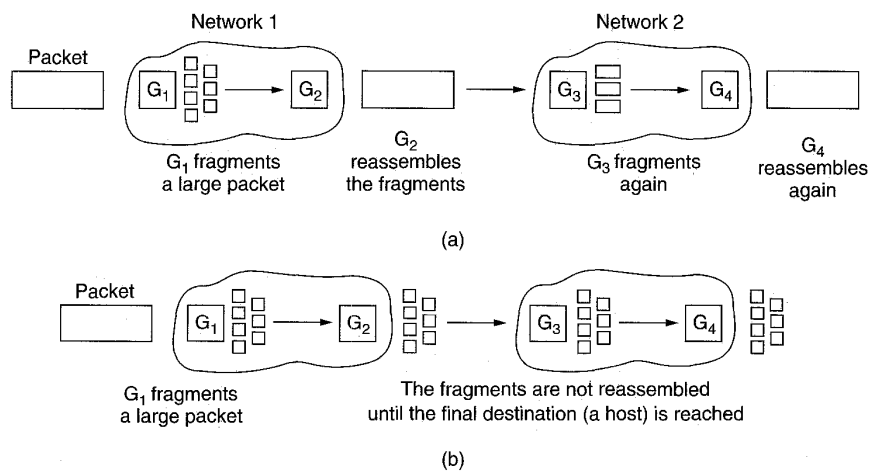 Network 1
Network 2
Packet
G1
G2
G3
G4
G1 fragments
a large packet
G2
reassembles
the fragments
G3 fragments
again
G4
reassembles
again
(a)
Packet
G1
G2
G3
G4
G1 fragments
a large packet
The fragments are not reassembled
until the final destination (a host) is reached
(b)